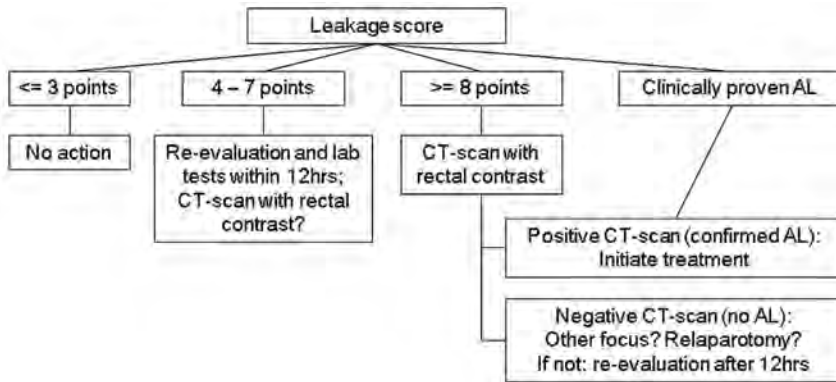 Leakage score
<= 3 points
4 – 7 points
>= 8 points
Clinically proven AL
No action
Re-evaluation and lab
tests within 12hrs;
CT-scan with rectal
contrast?
CT-scan with
rectal contrast
Positive CT-scan (confirmed AL):
Initiate treatment
Negative CT-scan (no AL):
Other focus? Relaparotomy?
If not: re-evaluation after 12hrs